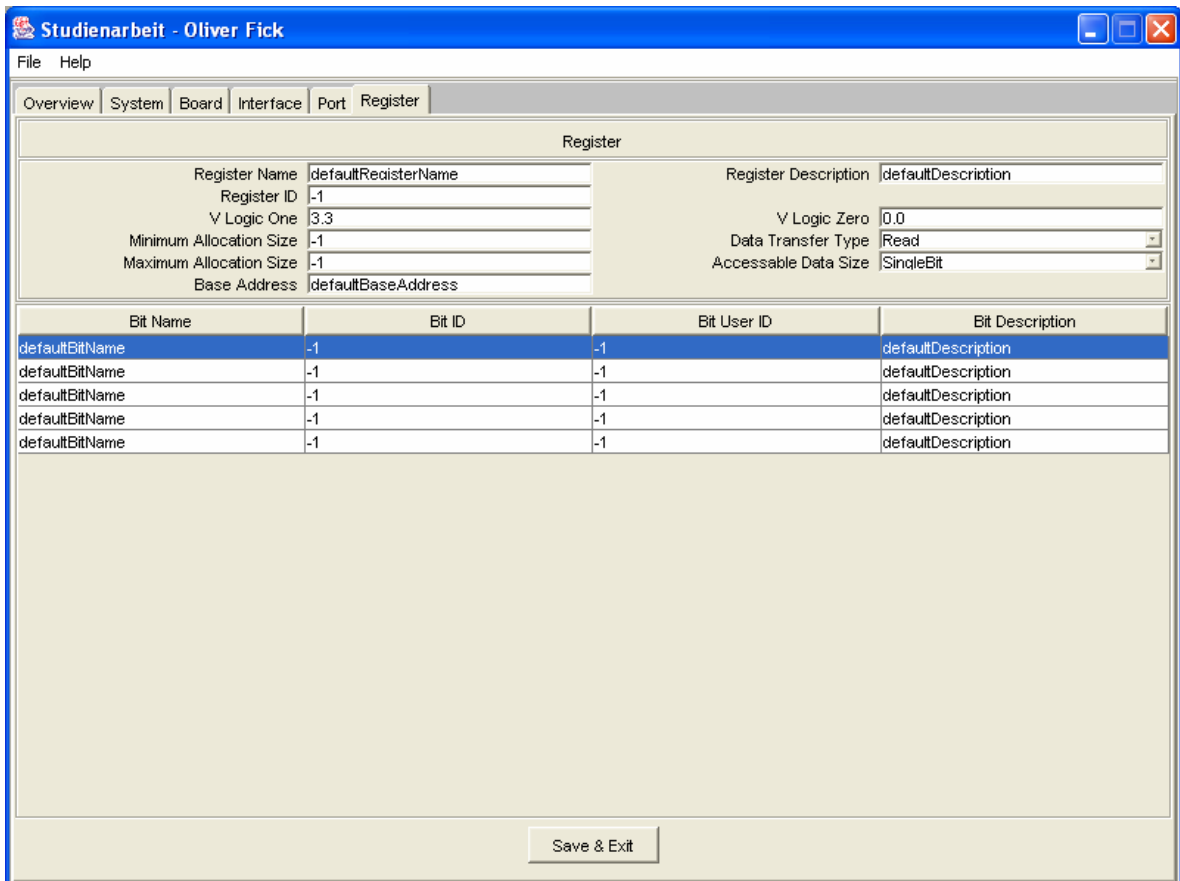 Studienarbeit - Oliver Fick
File Help
Overview System Board Interface Port Register
Register
Register Name defaultRegisterName Register Description defaultDescription
Register ID -1
V Logic One 3.3 V Logic Zero 0.0
Minimum Allocation Size -1 Data Transfer Type Read
Maximum Allocation Size -1 Accessable Data Size SingleBit
Base Address defaultBaseAddress
Bit Name Bit ID Bit User ID Bit Description
defaultBitName -1 -1 defaultDescription
defaultBitName -1 -1 defaultDescription
defaultBitName -1 -1 defaultDescription
defaultBitName -1 -1 defaultDescription
defaultBitName -1 -1 defaultDescription
Save & Exit